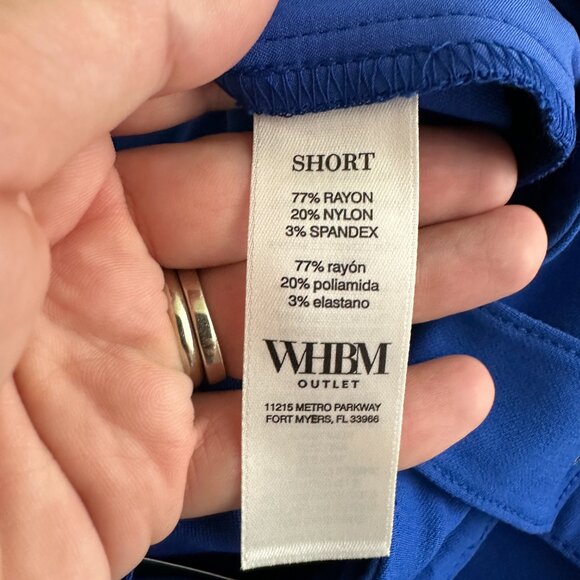 SHORT
77% RAYON
20% NYLON
3% SPANDEX
77% rayón
20% poliamida
3% elastano
WHBM
OUTLET
11215 METRO PARKWAY
FORT MYERS, FL 33966